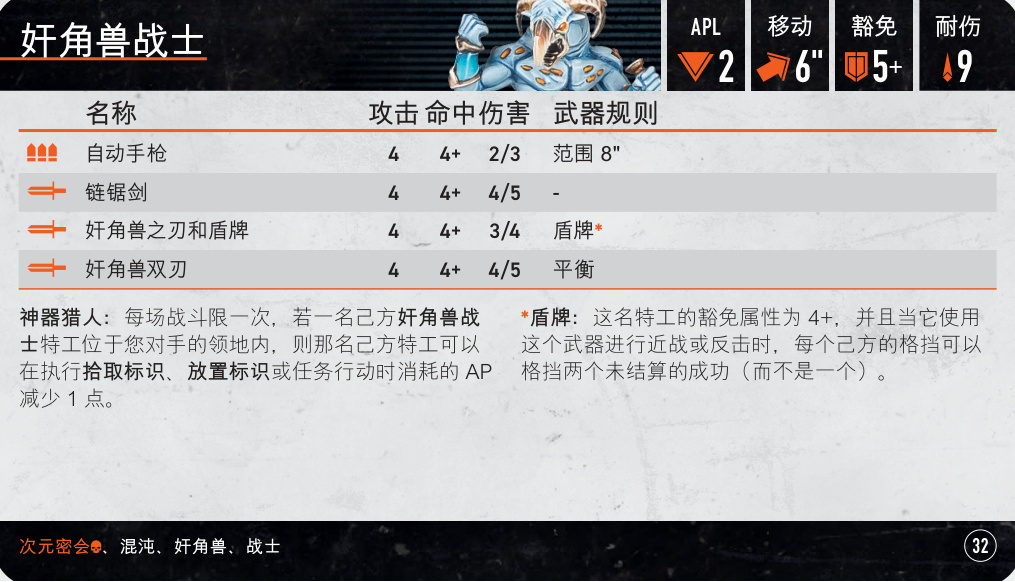 奸角兽战士
APL 移动 豁免 耐伤
2 6" 5+ 9
名称 攻击 命中 伤害 武器规则
自动手枪 4 4+ 2/3 范围 8"
链锯剑 4 4+ 4/5 -
奸角兽之刃和盾牌 4 4+ 3/4 盾牌*
奸角兽双刃 4 4+ 4/5 平衡
神器猎人：每场战斗限一次，若一名己方奸角兽战
士特工位于您对手的领地内，则那名己方特工可以
在执行拾取标识、放置标识或任务行动时消耗的 AP
减少 1 点。
*盾牌：这名特工的豁免属性为 4+，并且当它使用
这个武器进行近战或反击时，每个己方的格挡可以
格挡两个未结算的成功（而不是一个）。
次元密会、混沌、奸角兽、战士
32